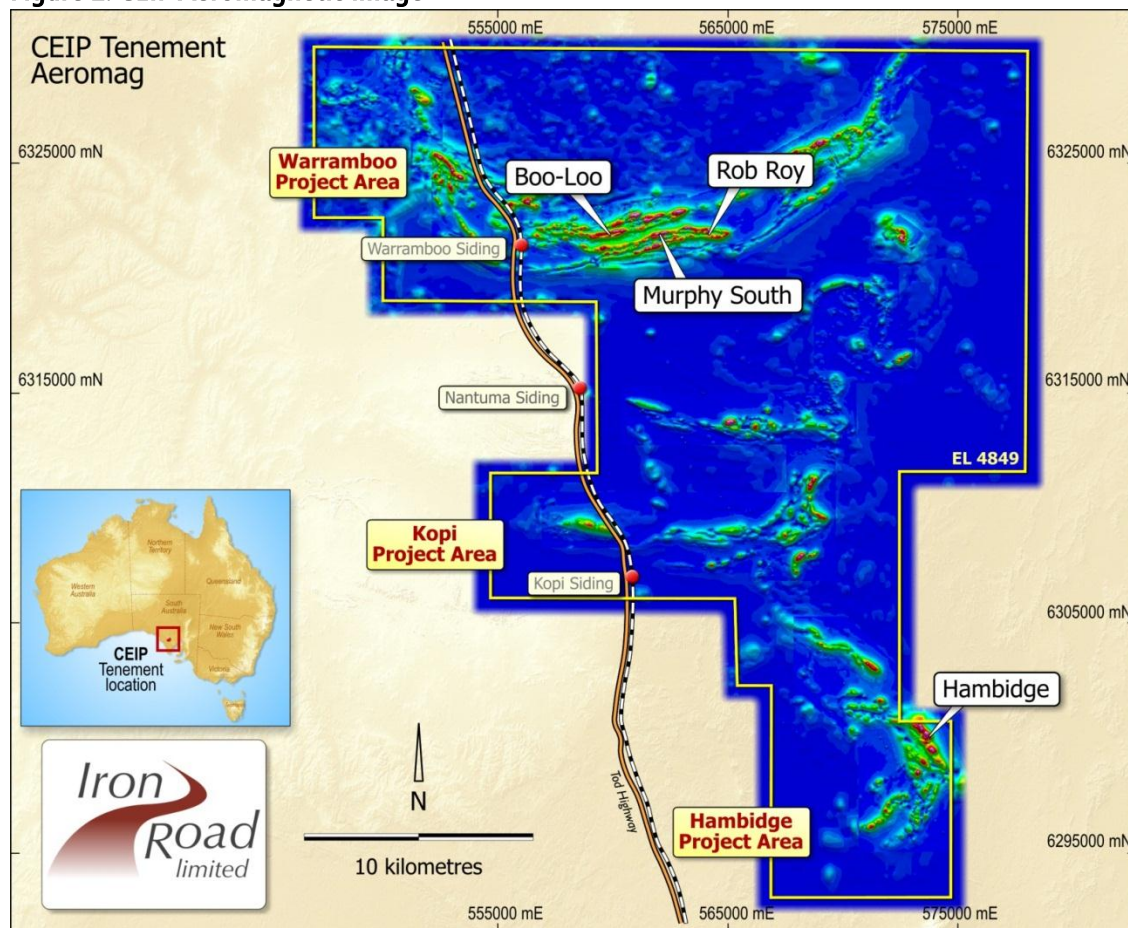 CEIP Tenement
Aeromag
555000 mE
565000 mE
575000 mE
6325000 mN
6325000 mN
Warramboo
Project Area
Boo-Loo
Rob Roy
Warramboo Siding
Murphy South
6315000 mN
6315000 mN
Nantuma Siding
EL 4849
Kopi
Project Area
Kopi Siding
6305000 mN
Northern
Territory
Western
Australia
Queensland
South
Australia
New South
Wales
Victoria
CEIP
Tenement
location
Hambidge
N
Tod Highway
10 kilometres
Hambidge
Project Area
6295000 mN
Iron
Road
limited
555000 mE
565000 mE
575000 mE